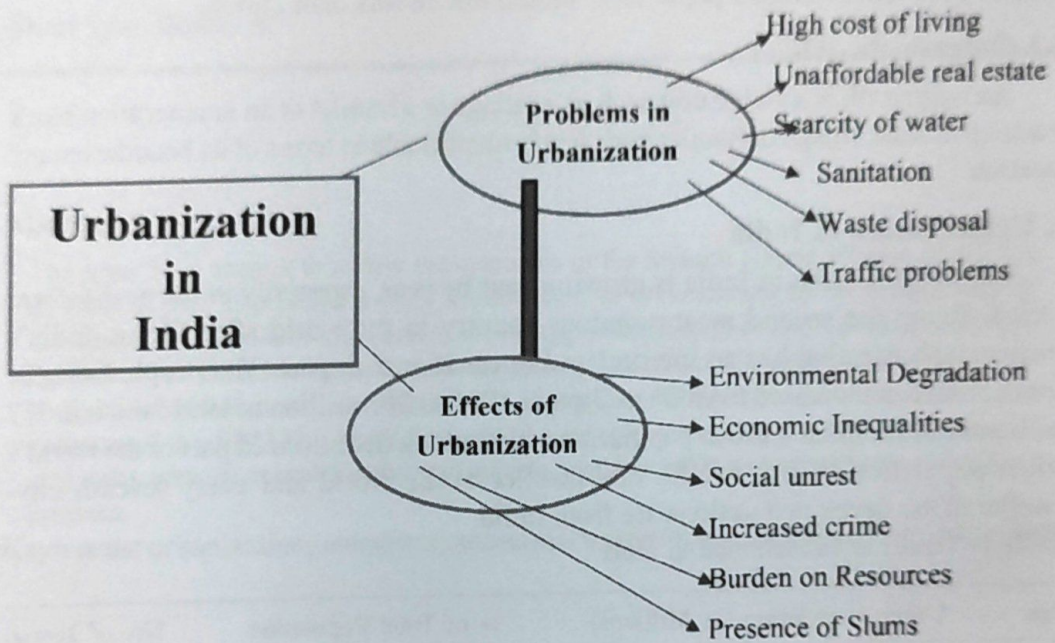 Urbanization
in
India
Problems in
Urbanization
High cost of living
Unaffordable real estate
Scarcity of water
Sanitation
Waste disposal
Traffic problems
Effects of
Urbanization
Environmental Degradation
Economic Inequalities
Social unrest
Increased crime
Burden on Resources
Presence of Slums